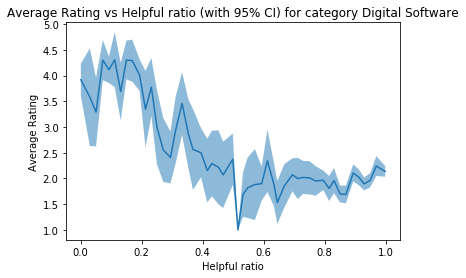 Average Rating vs Helpful ratio (with 95% CI) for category Digital Software
5.0
4.5
4.0
3.5
3.0
2.5
2.0
1.5
1.0
Average Rating
0.0 0.2 0.4 0.6 0.8 1.0
Helpful ratio